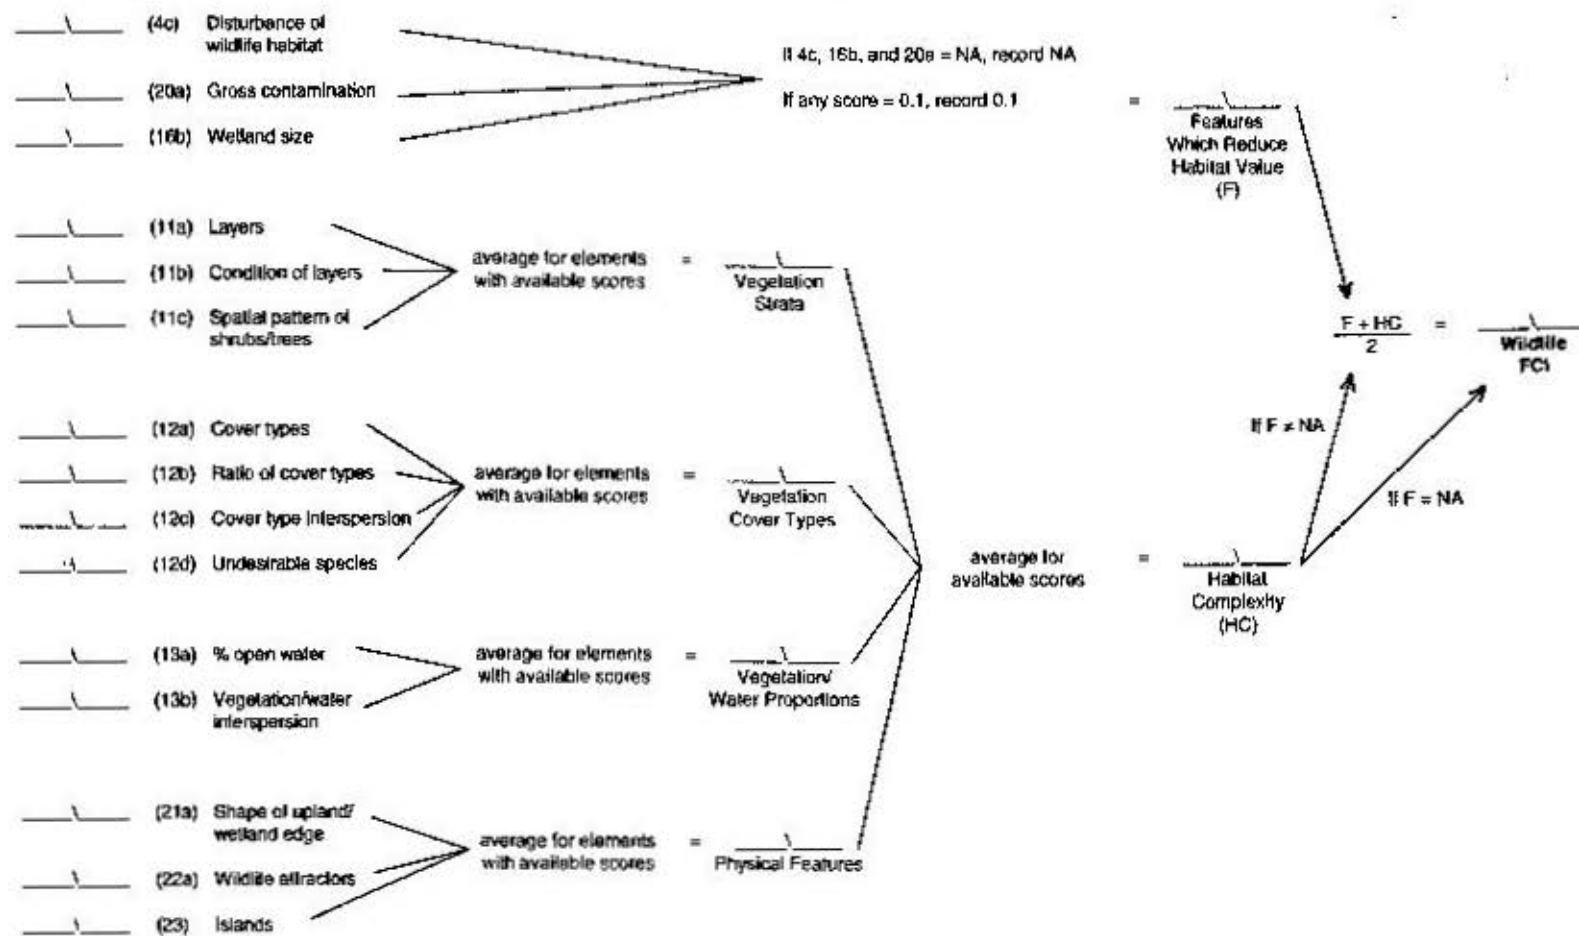 (4c) Disturbance of
wildlife habitat
(20a) Gross contamination
(16b) Wetland size
If 4c, 16b, and 20a = NA, record NA
If any score = 0.1, record 0.1
=
Features
Which Reduce
Habitat Value
(F)
(11a) Layers
(11b) Condition of layers
(11c) Spatial pattern of
shrubs/trees
average for elements
with available scores
=
Vegetation
Strata
F + HC
2
=
Wildlife
FCI
(12a) Cover types
(12b) Ratio of cover types
(12c) Cover type interspersion
(12d) Undesirable species
average for elements
with available scores
=
Vegetation
Cover Types
If F ≠ NA
If F = NA
average for
available scores
=
Habitat
Complexity
(HC)
(13a) % open water
(13b) Vegetation/water
interspersion
average for elements
with available scores
=
Vegetation/
Water Proportions
(21a) Shape of upland/
wetland edge
(22a) Wildlife attractors
(23) Islands
average for elements
with available scores
=
Physical Features